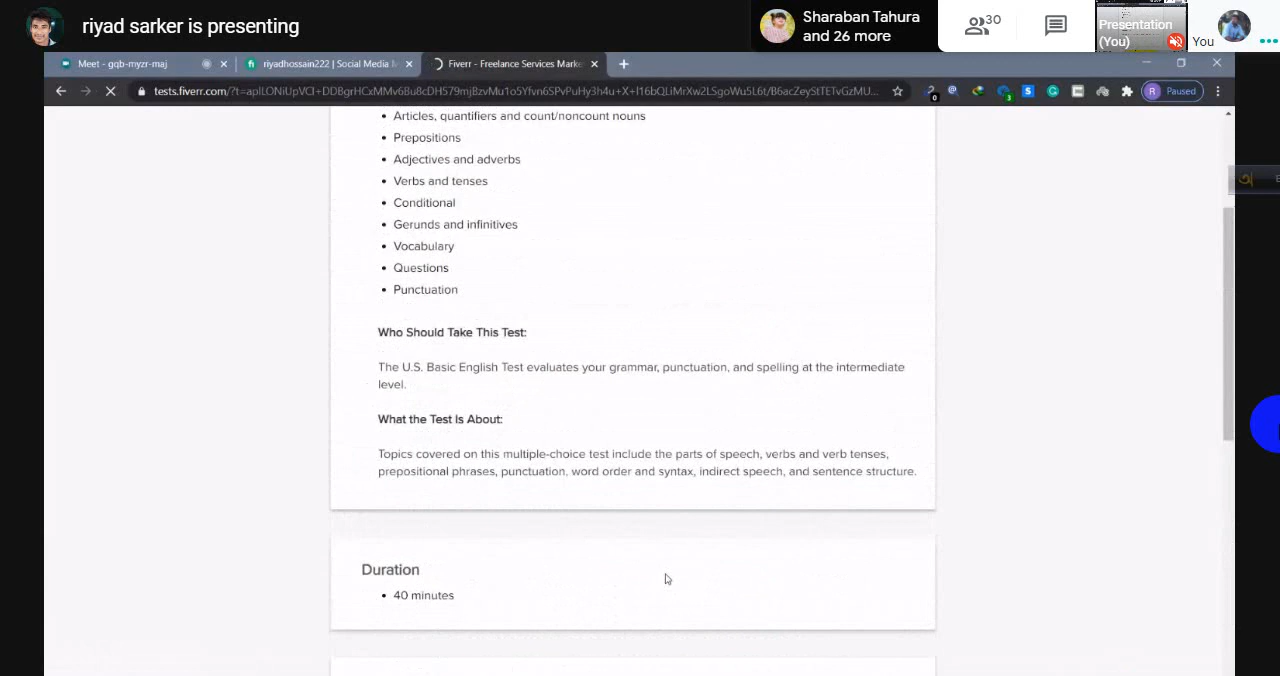 riyad sarker is presenting
Sharaban Tahura
and 26 more
30
Presentation
(You)
You
Meet - gqb-myzr-maj
riyadhossain222 | Social Media M
Fiverr - Freelance Services Marke
R Paused
Articles, quantifiers and count/noncount nouns
Prepositions
Adjectives and adverbs
Verbs and tenses
Conditional
Gerunds and infinitives
Vocabulary
Questions
Punctuation
Who Should Take This Test:
The U.S. Basic English Test evaluates your grammar, punctuation, and spelling at the intermediate
level.
What the Test Is About:
Topics covered on this multiple-choice test include the parts of speech, verbs and verb tenses,
prepositional phrases, punctuation, word order and syntax, indirect speech, and sentence structure.
Duration
40 minutes